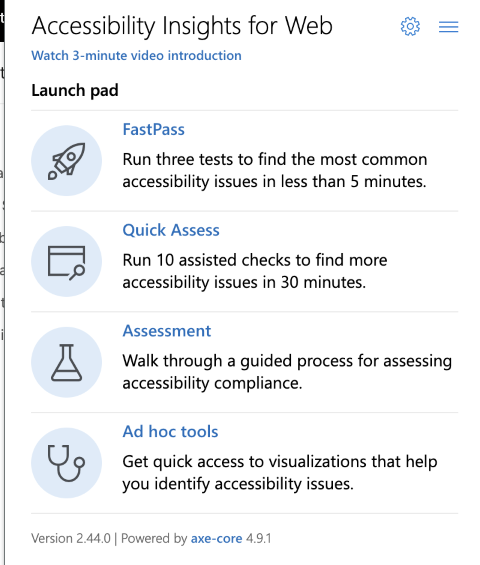 Accessibility Insights for Web
Watch 3-minute video introduction
Launch pad
FastPass
Run three tests to find the most common
accessibility issues in less than 5 minutes.
Quick Assess
Run 10 assisted checks to find more
accessibility issues in 30 minutes.
Assessment
Walk through a guided process for assessing
accessibility compliance.
Ad hoc tools
Get quick access to visualizations that help
you identify accessibility issues.
Version 2.44.0 | Powered by axe-core 4.9.1